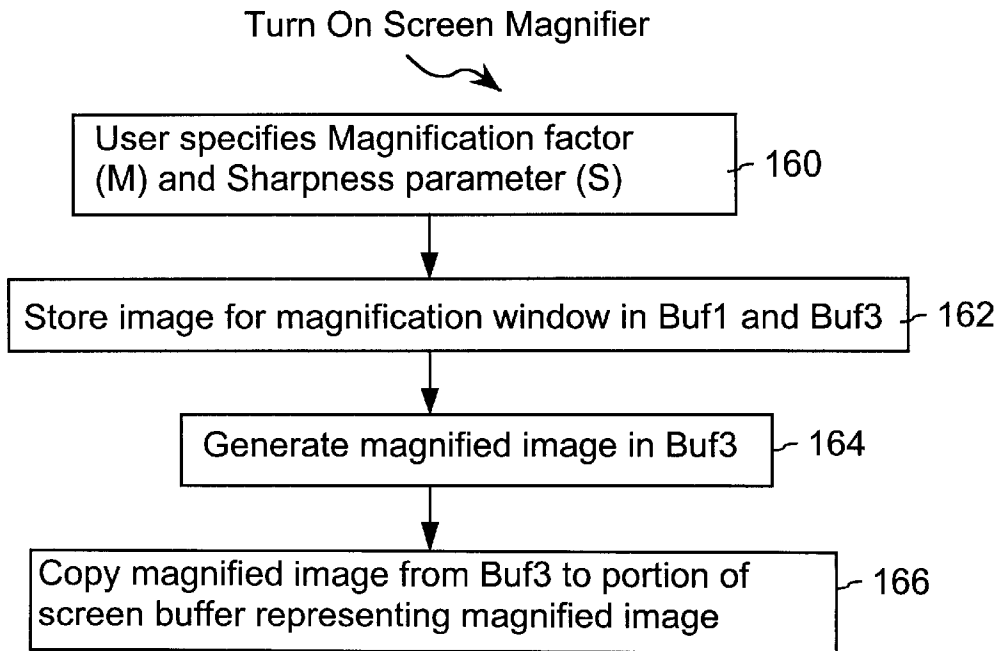 Turn On Screen Magnifier
User specifies Magnification factor
(M) and Sharpness parameter (S)
160
Store image for magnification window in Buf1 and Buf3
162
Generate magnified image in Buf3
164
Copy magnified image from Buf3 to portion of
screen buffer representing magnified image
166